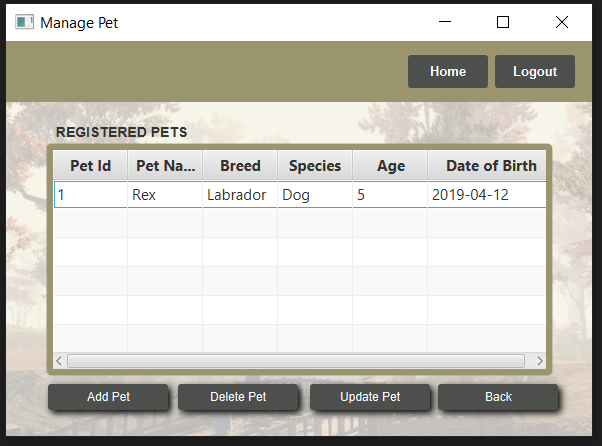 Manage Pet
Home Logout
REGISTERED PETS
Pet Id Pet Na... Breed Species Age Date of Birth
1 Rex Labrador Dog 5 2019-04-12
Add Pet Delete Pet Update Pet Back